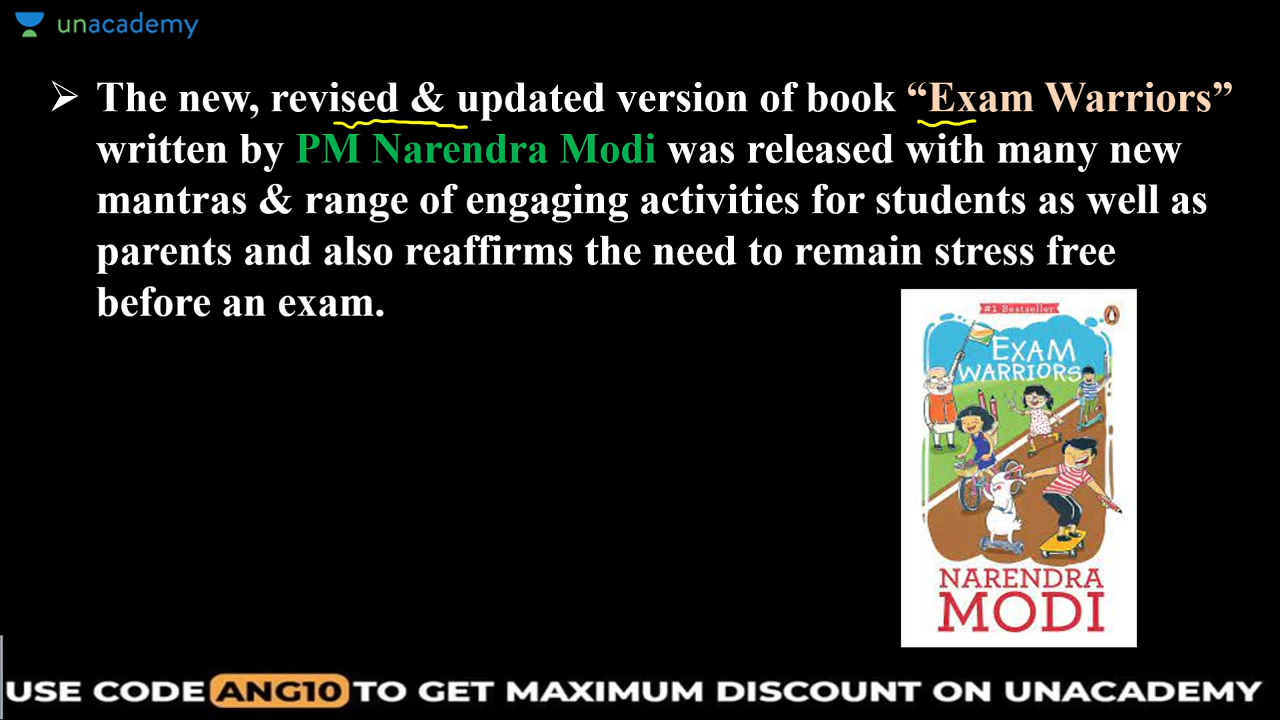 unacademy
➢ The new, revised & updated version of book “Exam Warriors”
written by PM Narendra Modi was released with many new
mantras & range of engaging activities for students as well as
parents and also reaffirms the need to remain stress free
before an exam.
#1 Bestseller
EXAM
WARRIORS
NARENDRA
MODI
USE CODE ANG10 TO GET MAXIMUM DISCOUNT ON UNACADEMY